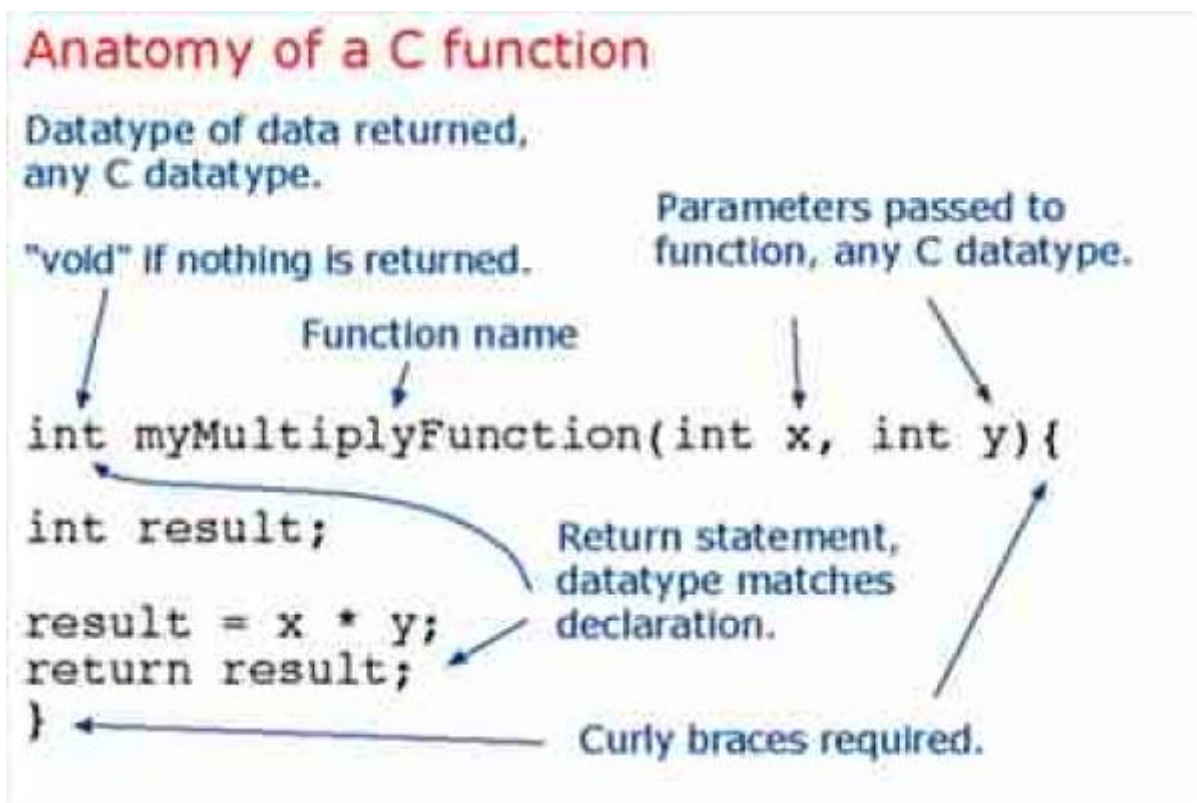 Anatomy of a C function
Datatype of data returned,
any C datatype.
"void" if nothing is returned.
Parameters passed to
function, any C datatype.
Function name
int myMultiplyFunction(int x, int y){
int result;
Return statement,
datatype matches
declaration.
result = x * y;
return result;
}
Curly braces required.